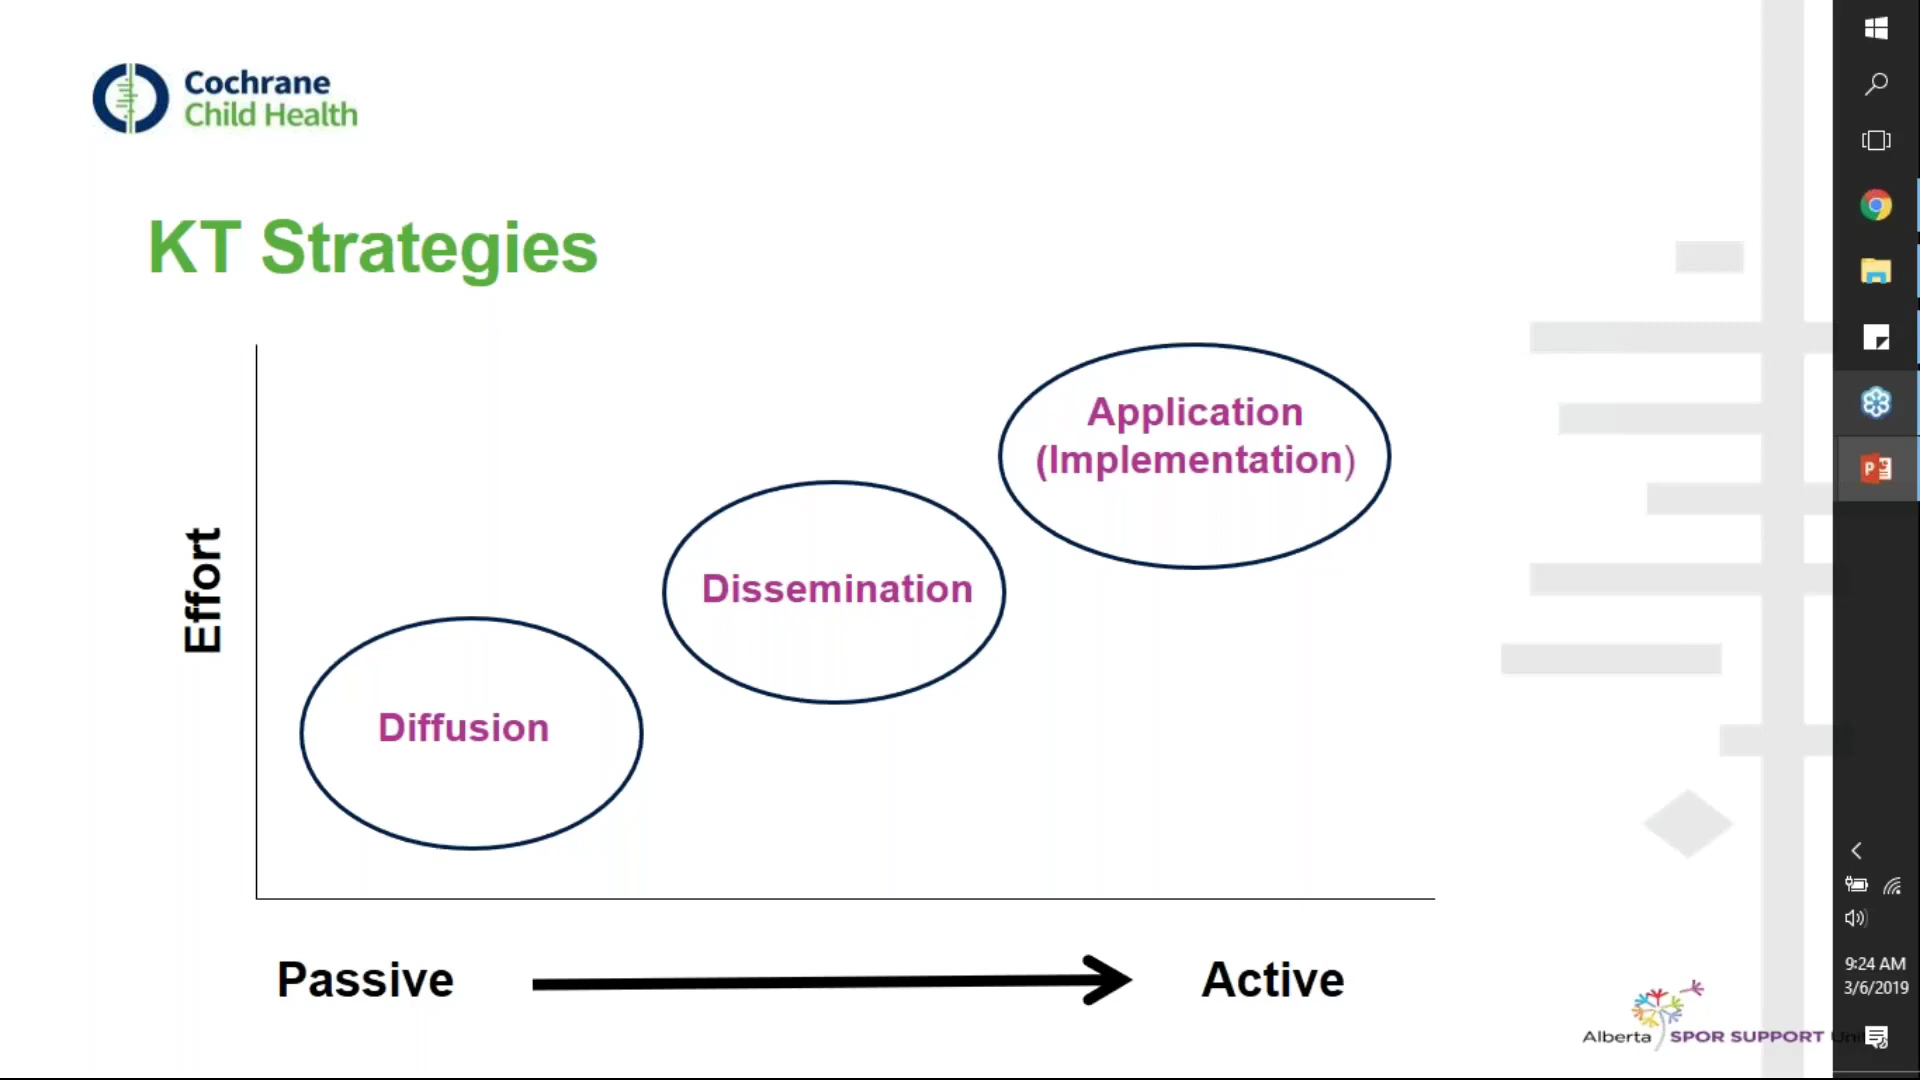 Cochrane
Child Health
KT Strategies
Application
(Implementation)
Dissemination
Diffusion
Effort
Passive
Active
9:24 AM
3/6/2019
Alberta SPOR SUPPORT Uni